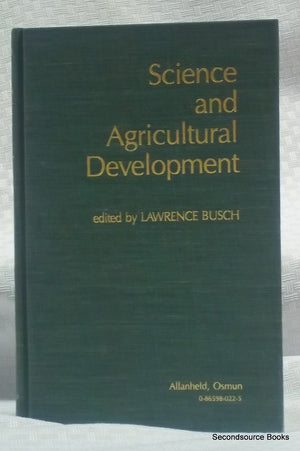 Science
and
Agricultural
Development
edited by LAWRENCE BUSCH
Allanheld, Osmun
0-86598-022-5
Secondsource Books